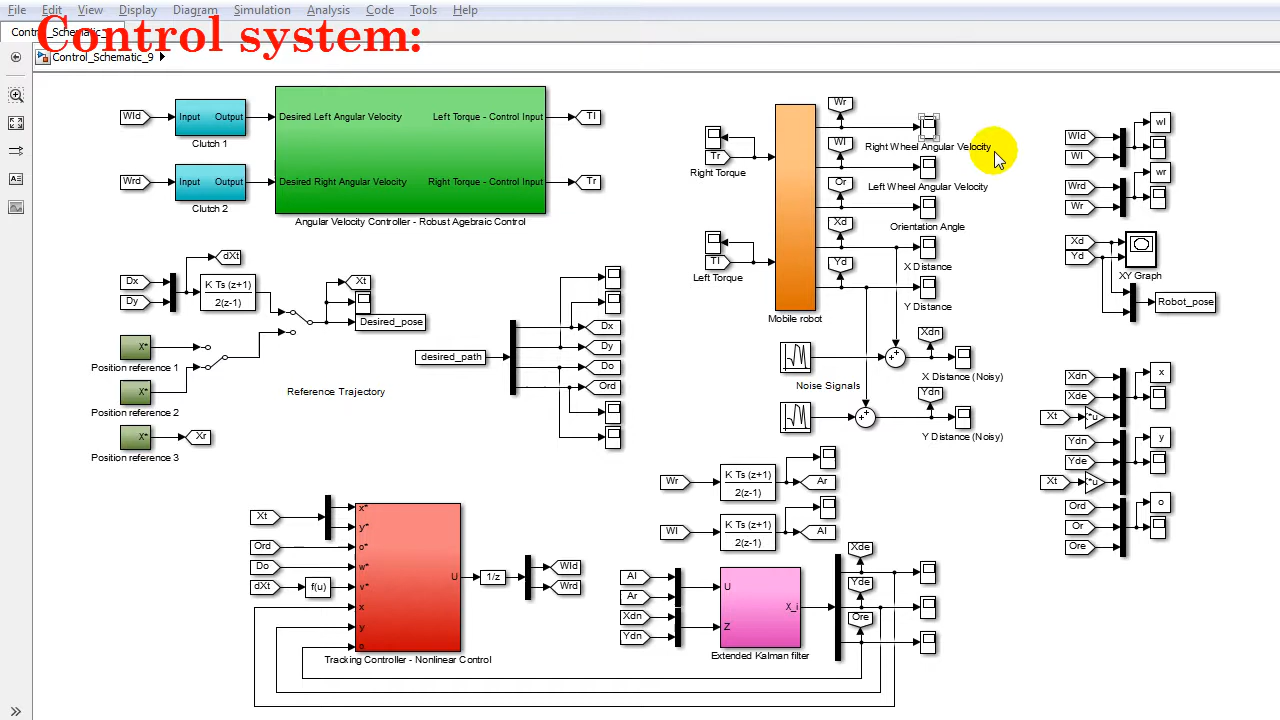 File Edit View Display Diagram Simulation Analysis Code Tools Help
Control system:
Control_Schematic_9
Wld
Input Output
Clutch 1
Desired Left Angular Velocity Left Torque - Control Input
Tl
Wrd
Input Output
Clutch 2
Desired Right Angular Velocity Right Torque - Control Input
Tr
Angular Velocity Controller - Robust Agebraic Control
dXt
Dx
Dy
K Ts (z+1)
2(z-1)
Xt
Desired_pose
X*
Position reference 1
X*
Position reference 2
X*
Position reference 3
Xr
Reference Trajectory
desired_path
Dx
Dy
Do
Ord
Tr
Right Torque
Tl
Left Torque
Mobile robot
Wr
Right Wheel Angular Velocity
Wl
Left Wheel Angular Velocity
Or
Orientation Angle
Xd
X Distance
Yd
Y Distance
Noise Signals
Xdn
X Distance (Noisy)
Ydn
Y Distance (Noisy)
Wld
Wl
wl
Wrd
Wr
wr
Xd
Yd
XY Graph
Robot_pose
Xdn
Xde
Xt
*u
x
Ydn
Yde
Xt
*u
y
Ord
Or
Ore
o
Wr
K Ts (z+1)
2(z-1)
Ar
Wl
K Ts (z+1)
2(z-1)
Al
Xt
Ord
Do
dXt
f(u)
x*
y*
o*
w*
v*
x
y
o
U
Tracking Controller - Nonlinear Control
1/z
Wld
Wrd
Al
Ar
Xdn
Ydn
U
Z
X_i
Extended Kalman filter
Xde
Yde
Ore